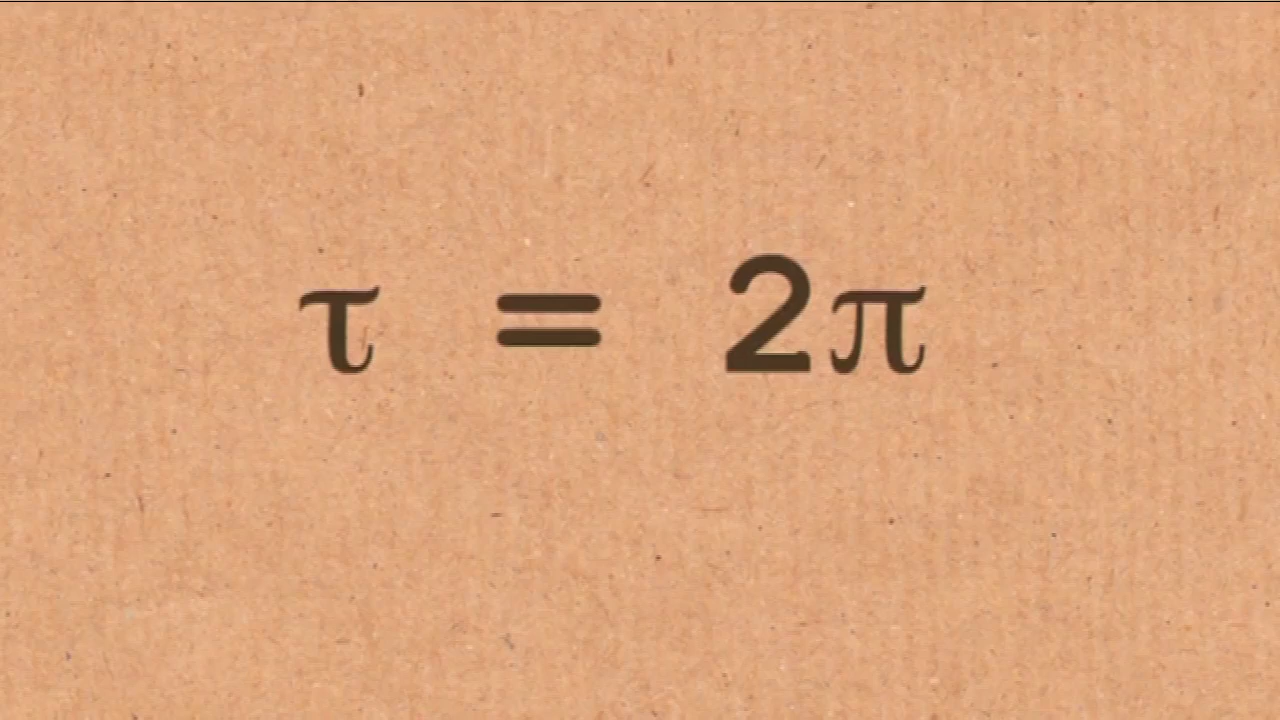 τ = 2π